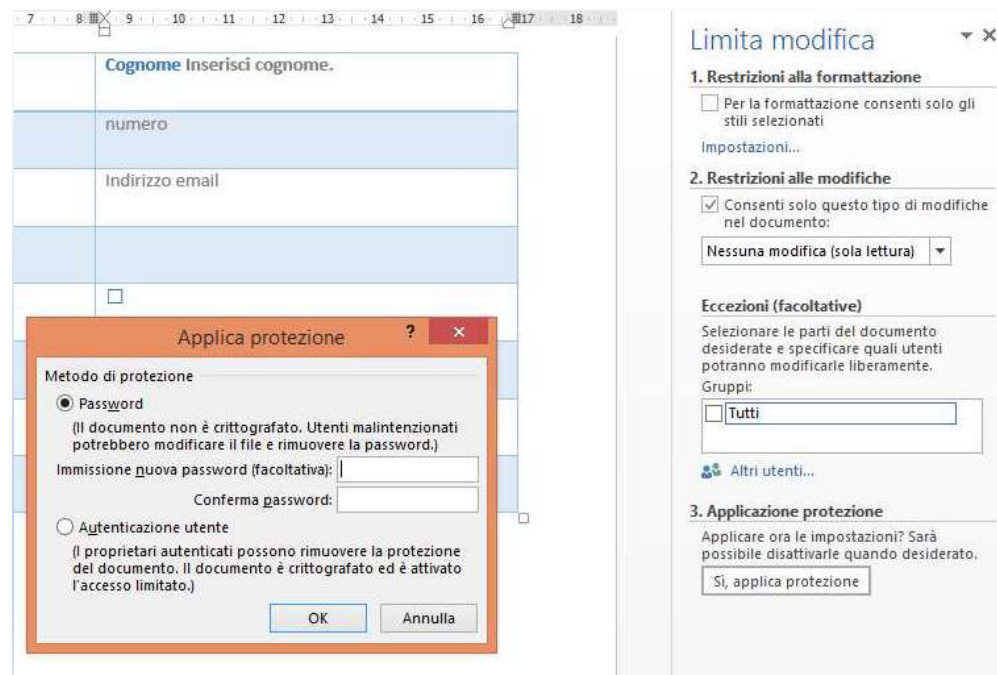 7 8 9 10 11 12 13 14 15 16 17 18
Cognome Inserisci cognome.
numero
Indirizzo email
Applica protezione ? ×
Metodo di protezione
Password
(Il documento non è crittografato. Utenti malintenzionati
potrebbero modificare il file e rimuovere la password.)
Immissione nuova password (facoltativa):
Conferma password:
Autenticazione utente
(I proprietari autenticati possono rimuovere la protezione
del documento. Il documento è crittografato ed è attivato
l'accesso limitato.)
OK Annulla
Limita modifica
1. Restrizioni alla formattazione
Per la formattazione consenti solo gli
stili selezionati
Impostazioni...
2. Restrizioni alle modifiche
Consenti solo questo tipo di modifiche
nel documento:
Nessuna modifica (sola lettura)
Eccezioni (facoltative)
Selezionare le parti del documento
desiderate e specificare quali utenti
potranno modificarle liberamente.
Gruppi:
Tutti
Altri utenti...
3. Applicazione protezione
Applicare ora le impostazioni? Sarà
possibile disattivarle quando desiderato.
Sì, applica protezione